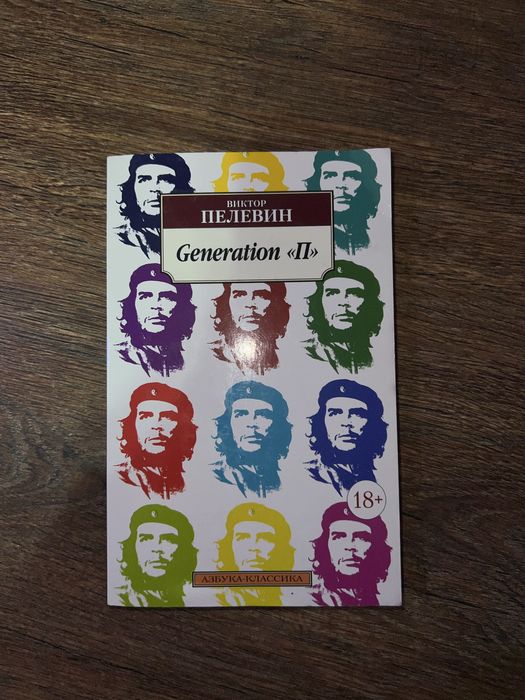 ВИКТОР
ПЕЛЕВИН
Generation «П»
18+
АЗБУКА-КЛАССИКА